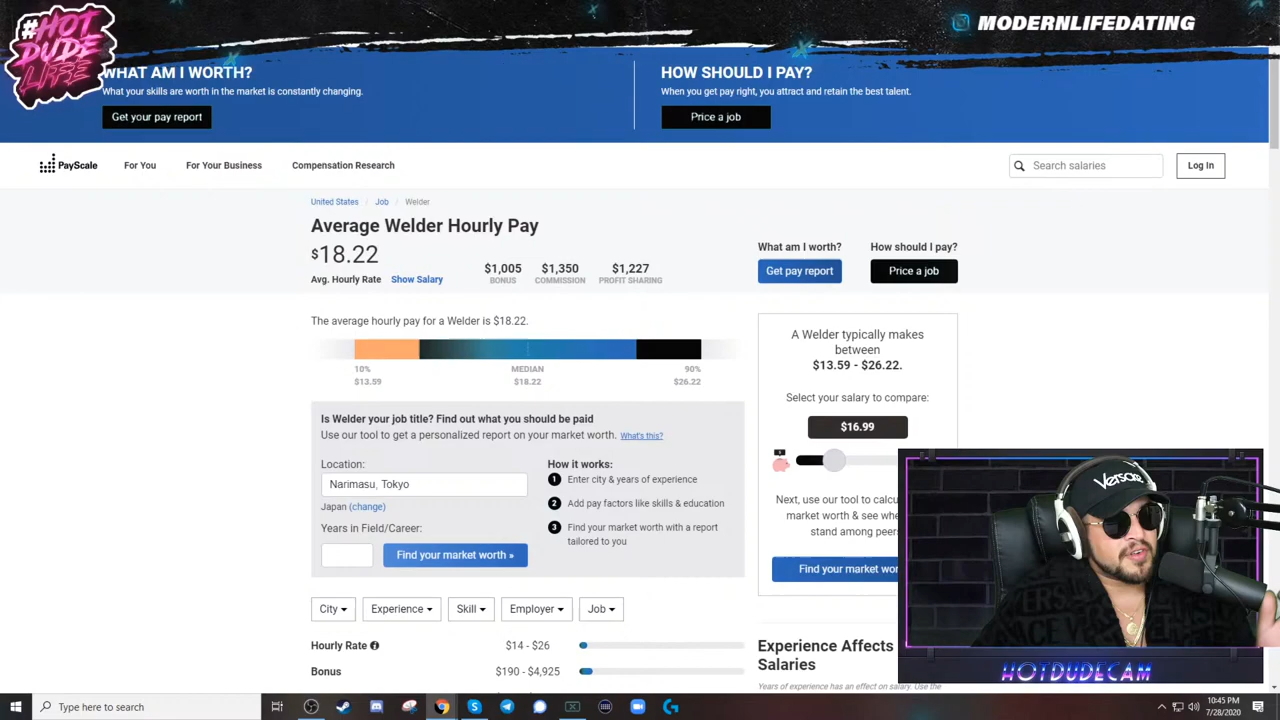 #HOT
DUDE
LIFE
MODERNLIFEDATING
WHAT AM I WORTH?
What your skills are worth in the market is constantly changing.
Get your pay report
HOW SHOULD I PAY?
When you get pay right, you attract and retain the best talent.
Price a job
PayScale
For You
For Your Business
Compensation Research
Search salaries
Log In
United States / Job / Welder
Average Welder Hourly Pay
$18.22
Avg. Hourly Rate Show Salary
$1,005
BONUS
$1,350
COMMISSION
$1,227
PROFIT SHARING
What am I worth?
Get pay report
How should I pay?
Price a job
The average hourly pay for a Welder is $18.22.
10%
$13.59
MEDIAN
$18.22
90%
$26.22
Is Welder your job title? Find out what you should be paid
Use our tool to get a personalized report on your market worth. What's this?
Location:
Narimasu, Tokyo
Japan (change)
Years in Field/Career:
Find your market worth »
How it works:
1 Enter city & years of experience
2 Add pay factors like skills & education
3 Find your market worth with a report
tailored to you
City
Experience
Skill
Employer
Job
Hourly Rate $14 - $26
Bonus $190 - $4,925
A Welder typically makes
between
$13.59 - $26.22.
Select your salary to compare:
$16.99
Next, use our tool to calcu
market worth & see whe
stand among peers
Find your market wor
Experience Affects
Salaries
Years of experience has an effect on salary. Use the
HOTDUDECAM
Type here to search
10:45 PM
7/28/2020